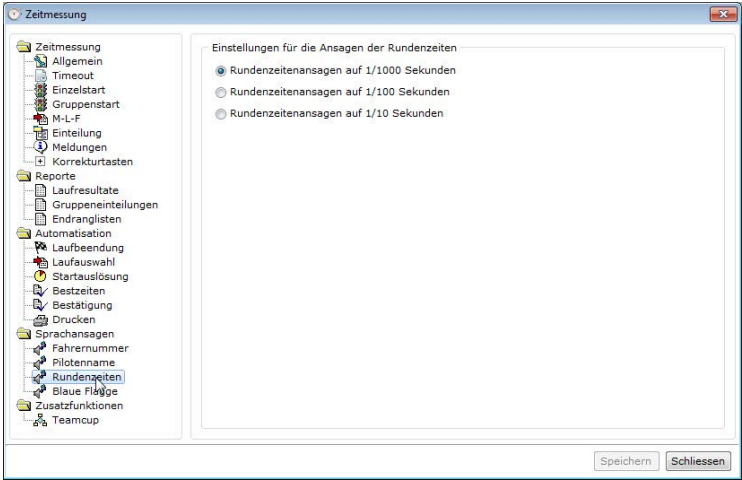 Zeitmessung
Zeitmessung
Allgemein
Timeout
Einzelstart
Gruppenstart
M-L-F
Einteilung
Meldungen
Korrekturtasten
Reporte
Laufresultate
Gruppeneinteilungen
Endranglisten
Automatisation
Laufbeendung
Laufauswahl
Startauslösung
Bestzeiten
Bestätigung
Drucken
Sprachansagen
Fahrernummer
Pilotenname
Rundenzeiten
Blaue Flagge
Zusatzfunktionen
Teamcup
Einstellungen für die Ansagen der Rundenzeiten
Rundenzeitenansagen auf 1/1000 Sekunden
Rundenzeitenansagen auf 1/100 Sekunden
Rundenzeitenansagen auf 1/10 Sekunden
Speichern
Schliessen